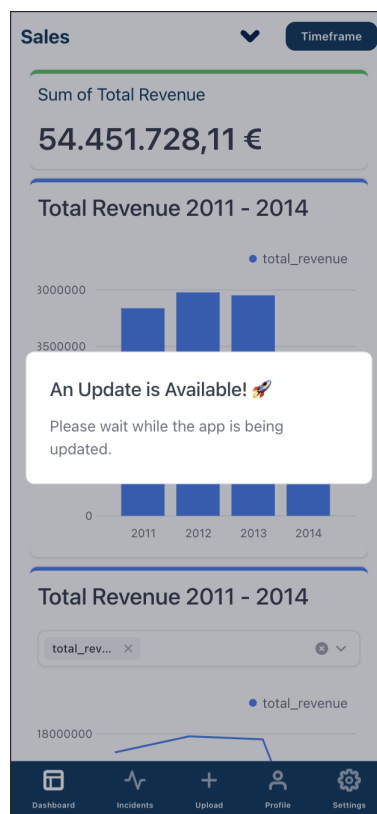 Sales
Timeframe
Sum of Total Revenue
54.451.728,11 €
Total Revenue 2011 - 2014
total_revenue
3000000
3500000
An Update is Available! 🚀
Please wait while the app is being
updated.
0
2011 2012 2013 2014
Total Revenue 2011 - 2014
total_rev...
total_revenue
18000000
Dashboard Incidents Upload Profile Settings